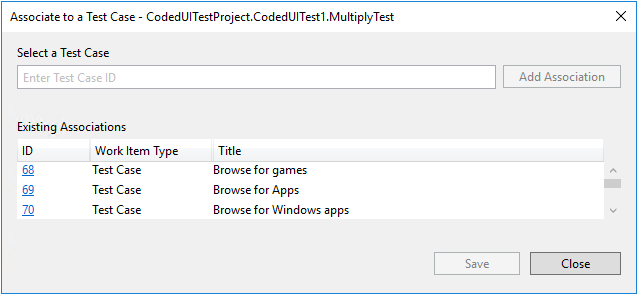 Associate to a Test Case - CodedUITestProject.CodedUITest1.MultiplyTest
Select a Test Case
Enter Test Case ID Add Association
Existing Associations
ID Work Item Type Title
68 Test Case Browse for games
69 Test Case Browse for Apps
70 Test Case Browse for Windows apps
Save Close